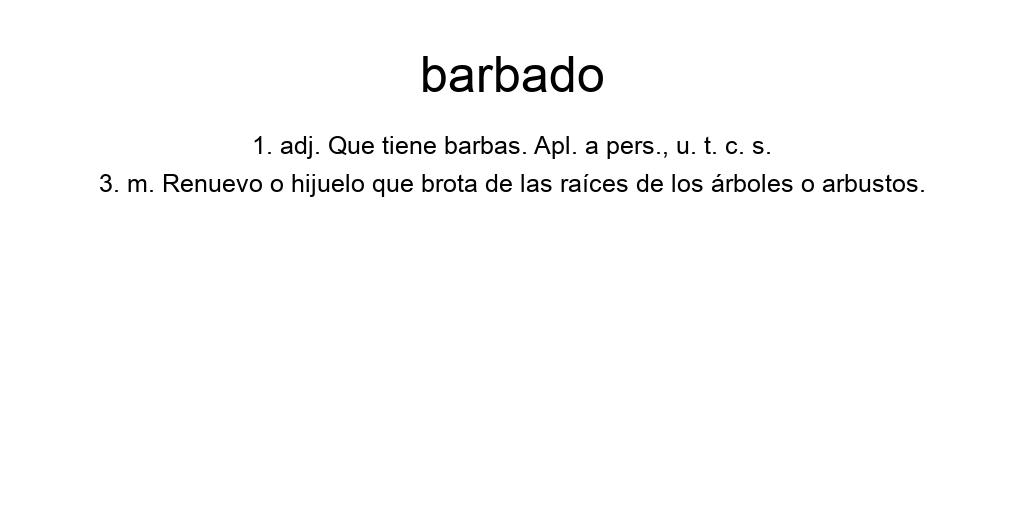 barbado
1. adj. Que tiene barbas. Apl. a pers., u. t. c. s.
3. m. Renuevo o hijuelo que brota de las raíces de los árboles o arbustos.